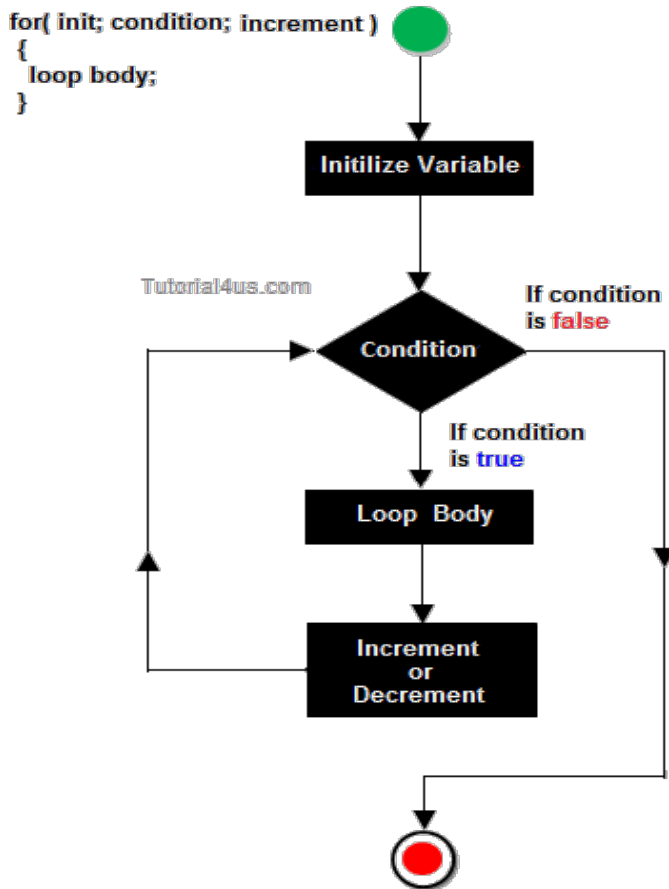 for( init; condition; increment )
{
loop body;
}
Initilize Variable
Tutorial4us.com
If condition
is false
Condition
If condition
is true
Loop Body
Increment
or
Decrement